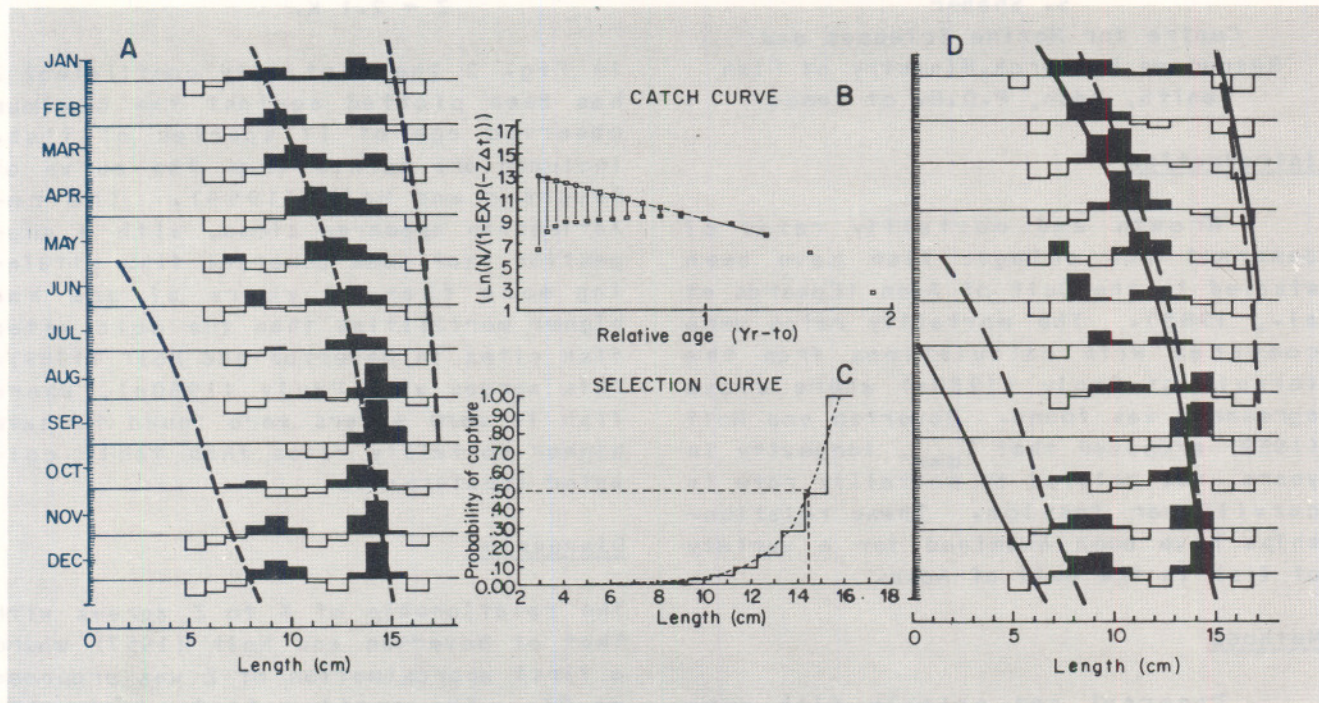 A
JAN
FEB
MAR
APR
MAY
JUN
JUL
AUG
SEP
OCT
NOV
DEC
0 5 10 15
Length (cm)
CATCH CURVE B
(Ln(N/(1-EXP(-Z∆t)))
17
15
13
11
9
7
5
3
1
1 2
Relative age (Yr-to)
SELECTION CURVE C
Probability of capture
1.00
.90
.80
.70
.60
.50
.40
.30
.20
.10
0.00
2 4 6 8 10 12 14 16 18
Length (cm)
D
0 5 10 15
Length (cm)